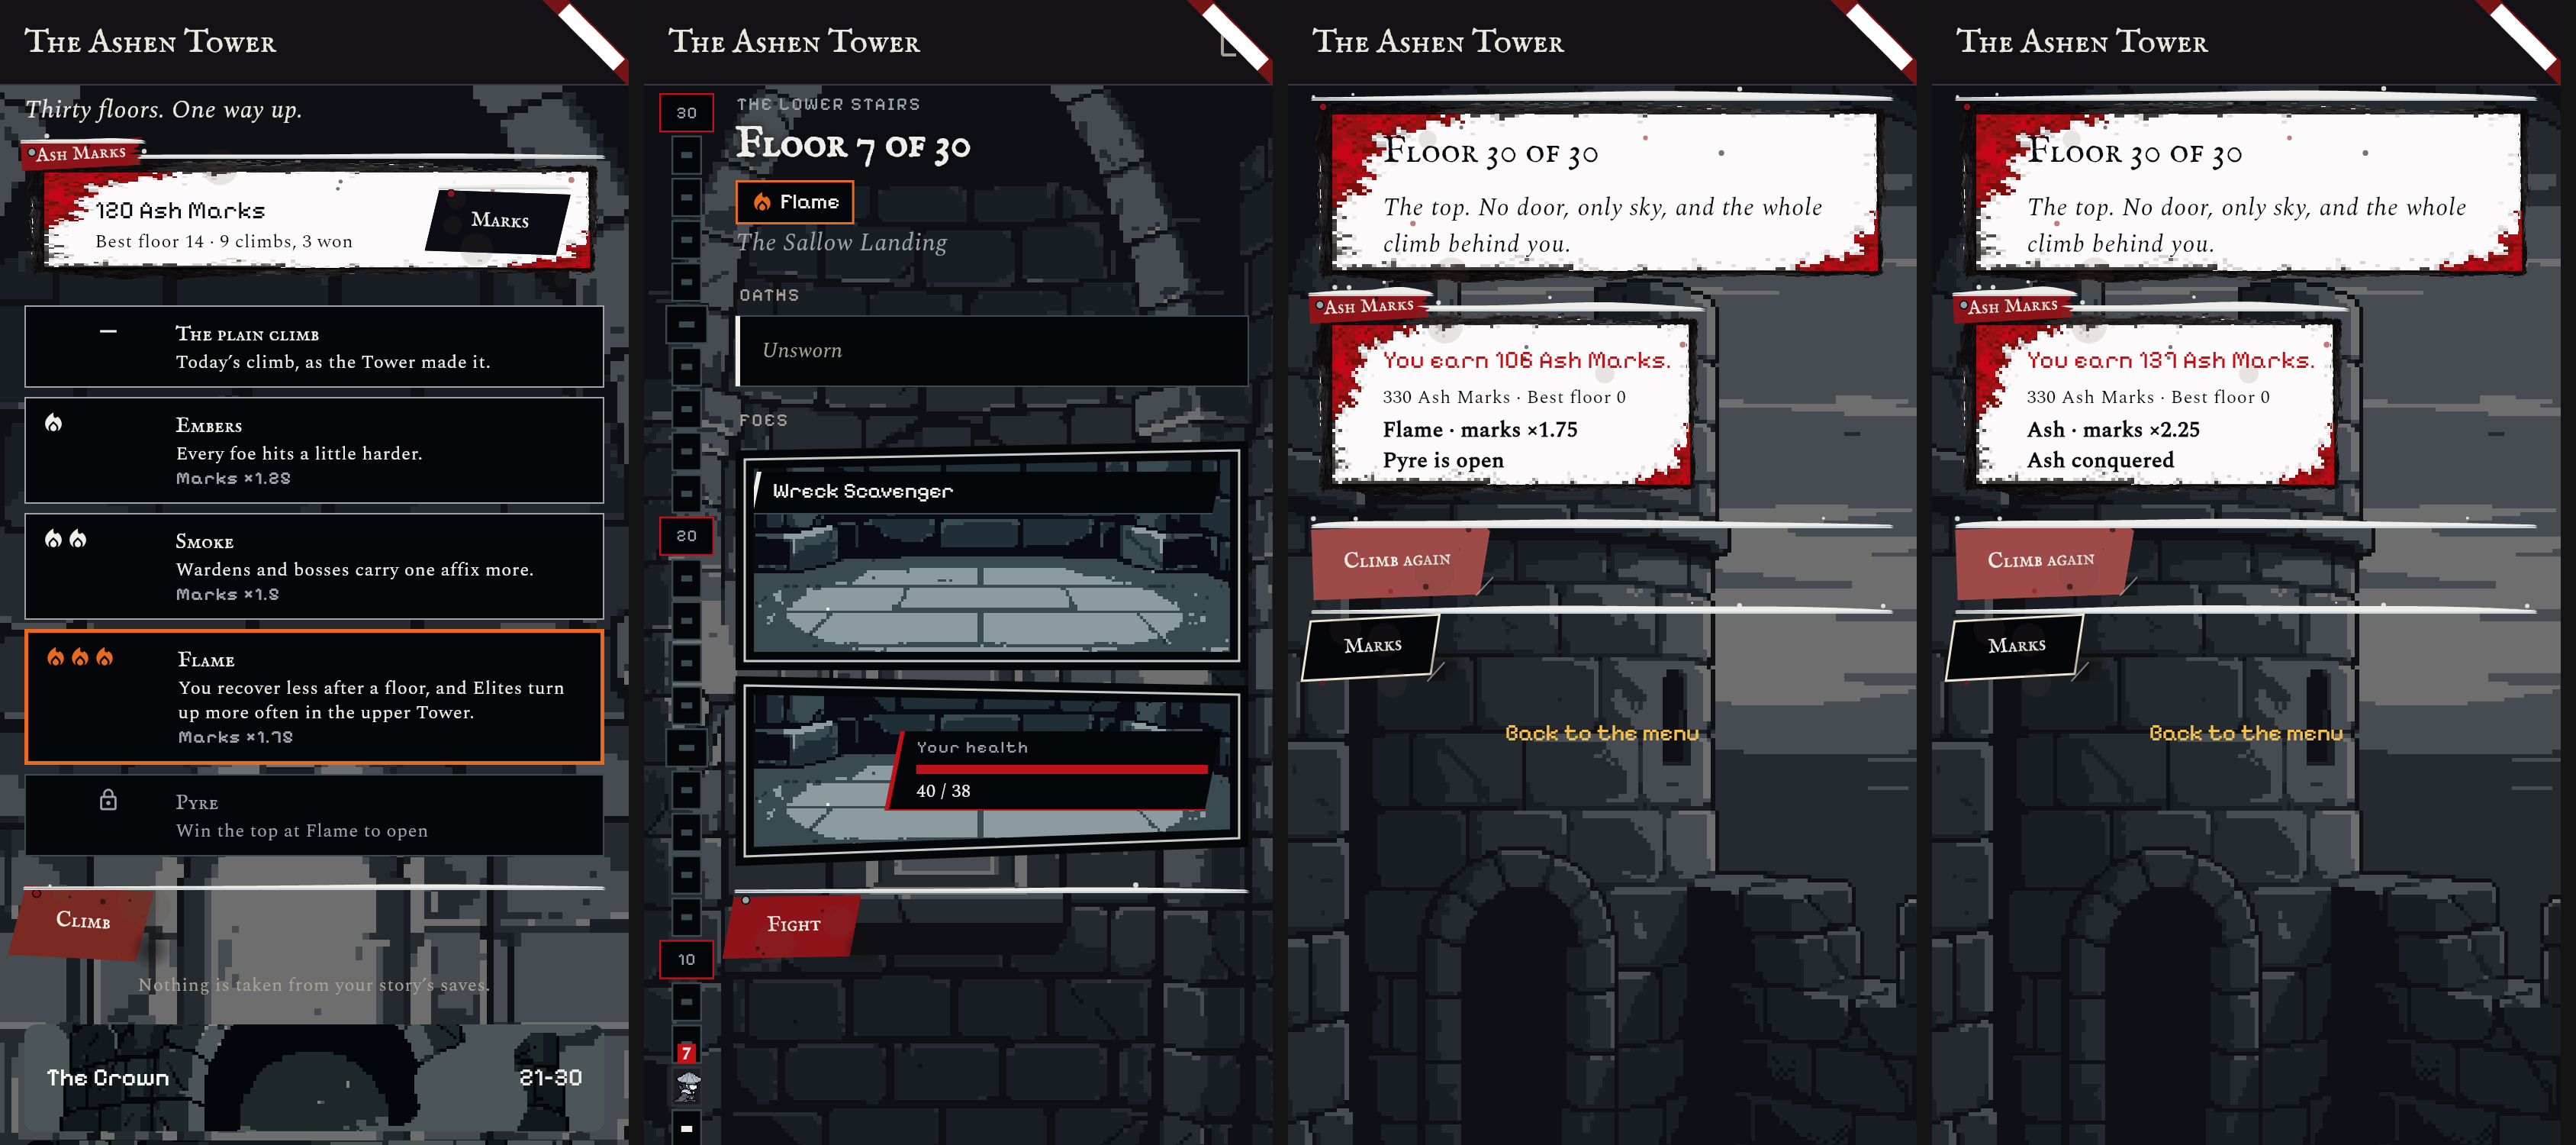 The Ashen Tower
Thirty floors. One way up.
Ash Marks
120 Ash Marks
Best floor 14 · 9 climbs, 3 won
Marks
The plain climb
Today's climb, as the Tower made it.
Embers
Every foe hits a little harder.
Marks ×1.25
Smoke
Wardens and bosses carry one affix more.
Marks ×1.5
Flame
You recover less after a floor, and Elites turn
up more often in the upper Tower.
Marks ×1.75
Pyre
Win the top at Flame to open
Climb
Nothing is taken from your story's saves.
The Crown
21-30
The Ashen Tower
30
20
10
7
THE LOWER STAIRS
Floor 7 of 30
Flame
The Sallow Landing
OATHS
Unsworn
FOES
Wreck Scavenger
Your health
40 / 38
Fight
The Ashen Tower
Floor 30 of 30
The top. No door, only sky, and the whole
climb behind you.
Ash Marks
You earn 106 Ash Marks.
330 Ash Marks · Best floor 0
Flame · marks ×1.75
Pyre is open
Climb again
Marks
Back to the menu
The Ashen Tower
Floor 30 of 30
The top. No door, only sky, and the whole
climb behind you.
Ash Marks
You earn 137 Ash Marks.
330 Ash Marks · Best floor 0
Ash · marks ×2.25
Ash conquered
Climb again
Marks
Back to the menu